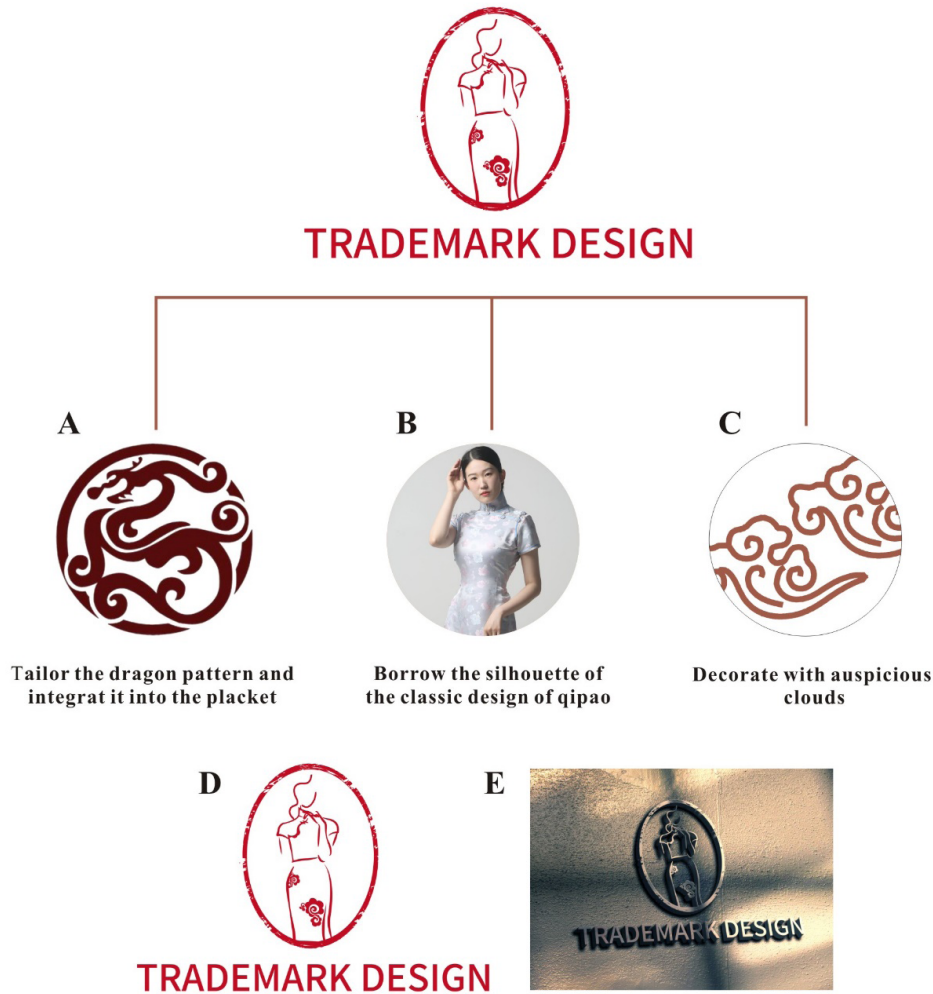 TRADEMARK DESIGN
A
B
C
Tailor the dragon pattern and
integrat it into the placket
Borrow the silhouette of
the classic design of qipao
Decorate with auspicious
clouds
D
E
TRADEMARK DESIGN
TRADEMARK DESIGN